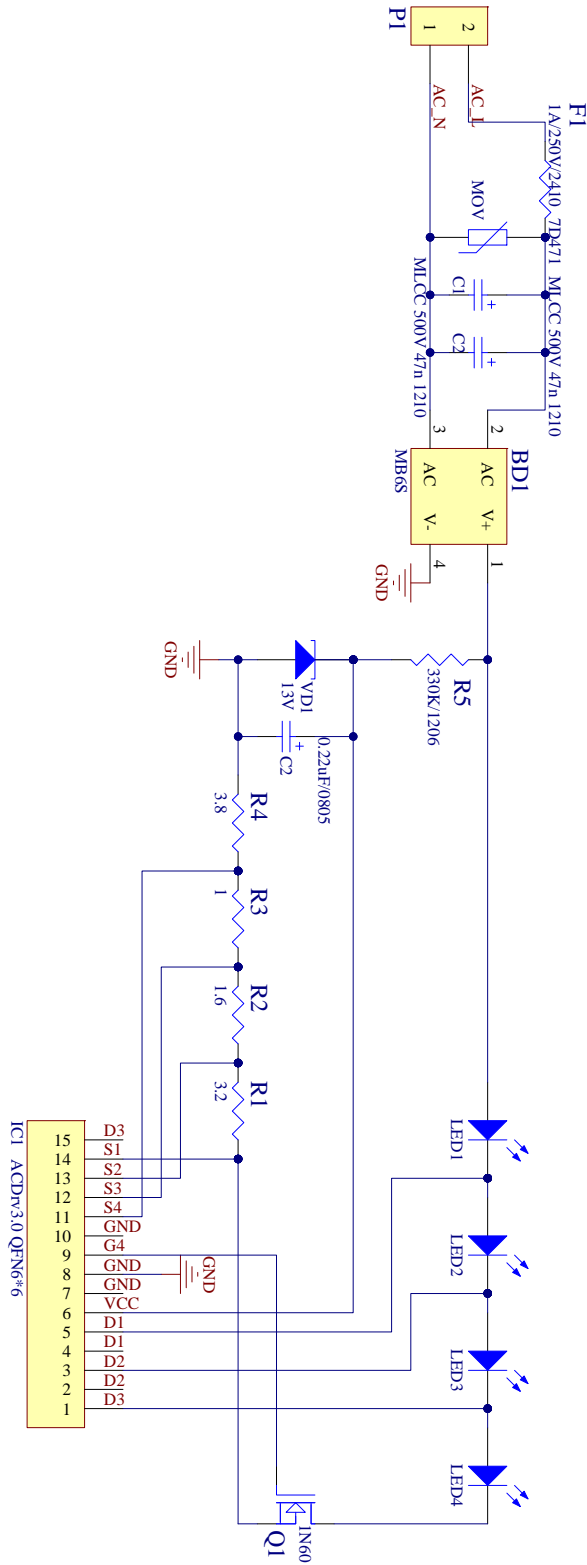 F1
1A/250V/2410
7D471
MLCC 500V 47n 1210
AC_L
AC_N
P1
2
1
MOV
C1
+
C2
+
MLCC 500V 47n 1210
BD1
2
3
AC
AC
V+
V-
1
4
MB6S
GND
R5
330K/1206
VD1
13V
0.22uF/0805
+
C2
GND
R4
3.8
R3
1
R2
1.6
R1
3.2
LED1
LED2
LED3
LED4
IC1
ACDrv3.0 QFN6*6
15 D3
14 S1
13 S2
12 S3
11 S4
10 GND
9 G4
8 GND
7 GND
6 VCC
5 D1
4 D1
3 D2
2 D2
1 D3
GND
Q1
1N60